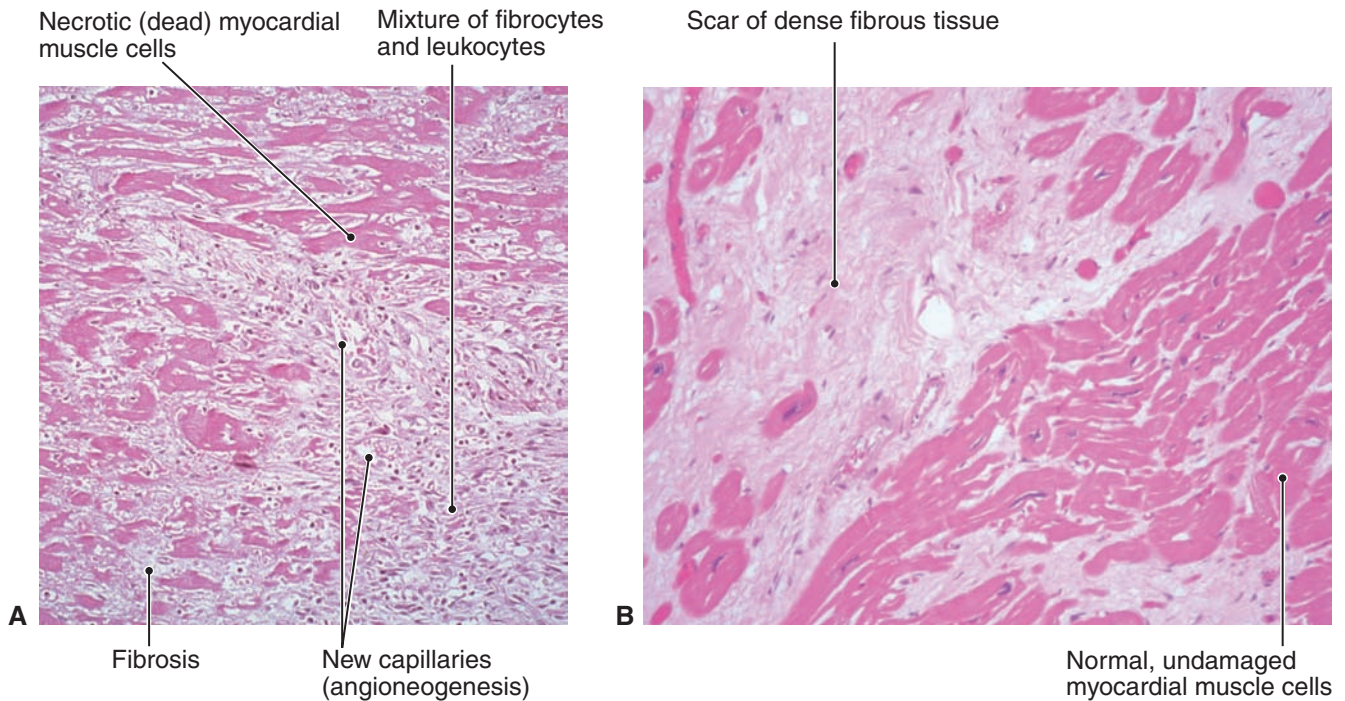 Necrotic (dead) myocardial
muscle cells
Mixture of fibrocytes
and leukocytes
Scar of dense fibrous tissue
A
B
Fibrosis
New capillaries
(angioneogenesis)
Normal, undamaged
myocardial muscle cells